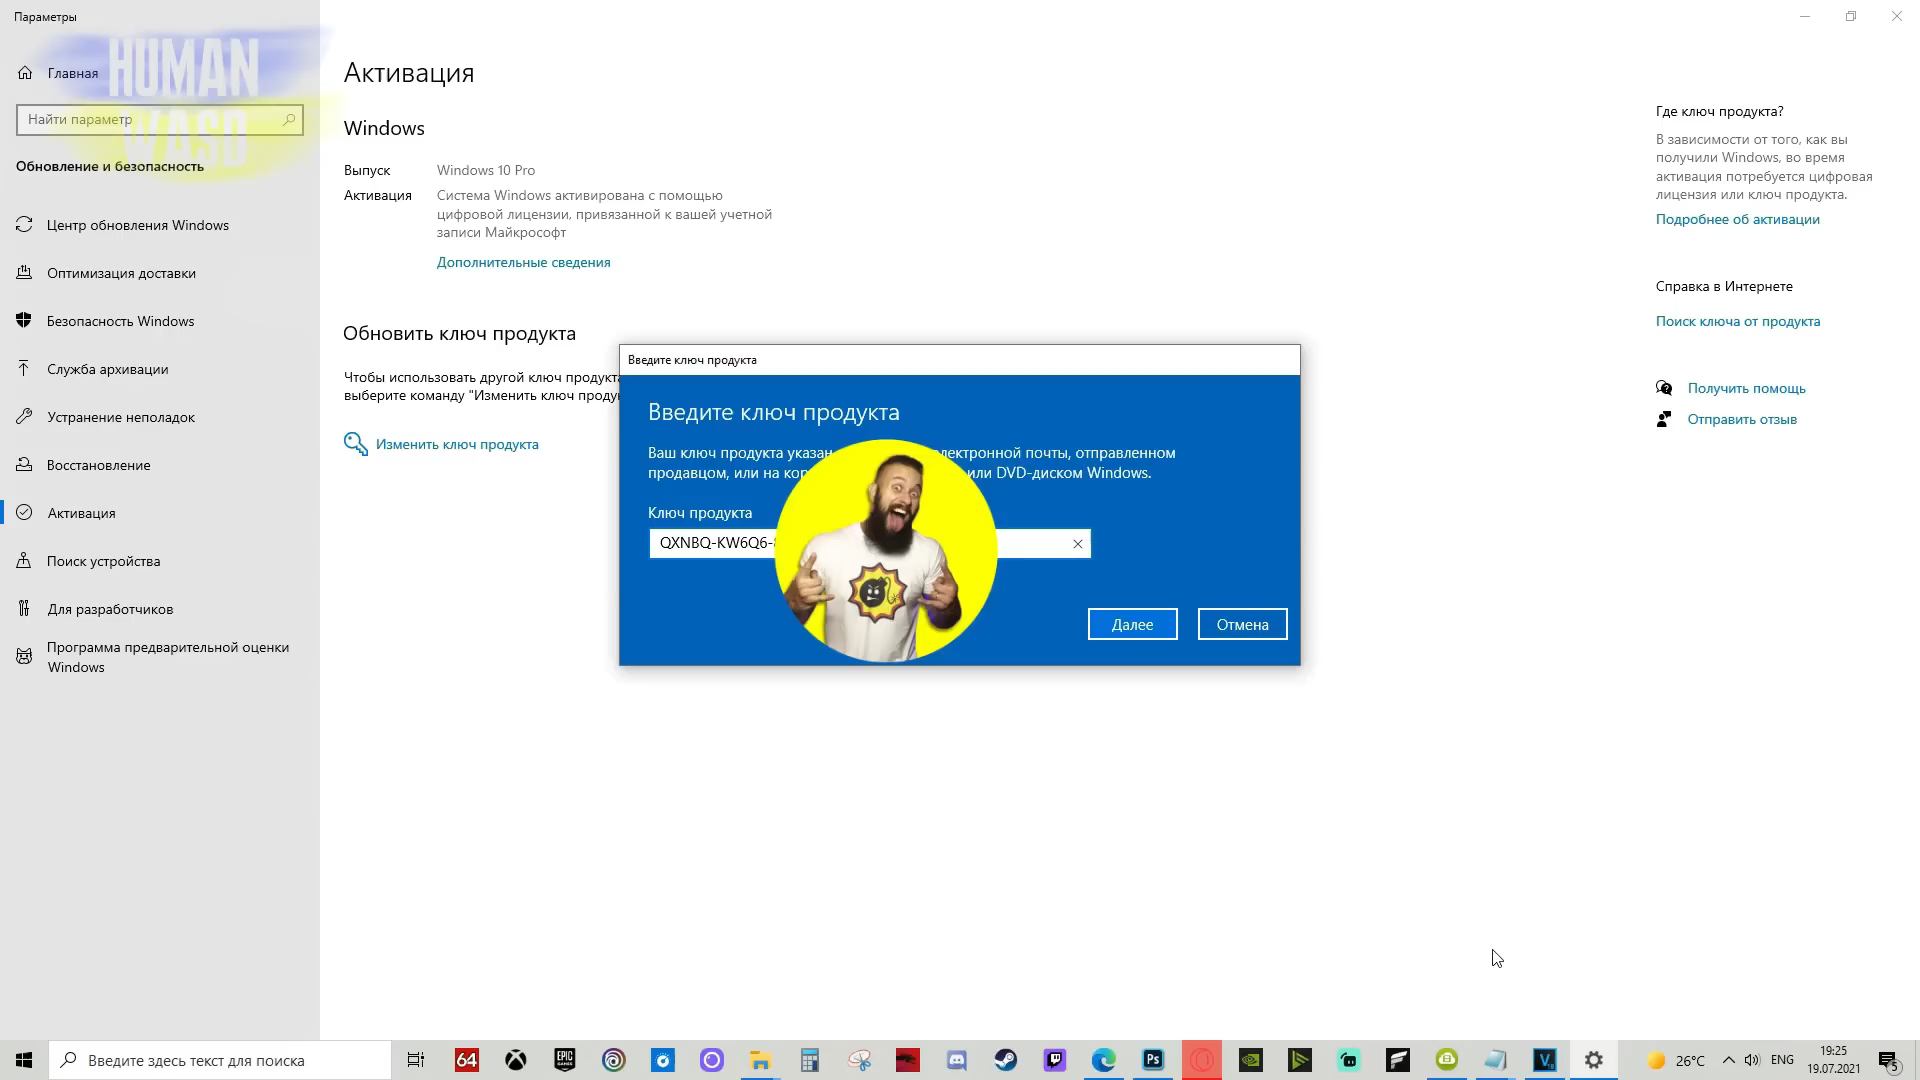 Параметры
HUMAN
WASD
Главная
Найти параметр
Обновление и безопасность
Центр обновления Windows
Оптимизация доставки
Безопасность Windows
Служба архивации
Устранение неполадок
Восстановление
Активация
Поиск устройства
Для разработчиков
Программа предварительной оценки
Windows
Активация
Windows
Выпуск Windows 10 Pro
Активация Система Windows активирована с помощью
цифровой лицензии, привязанной к вашей учетной
записи Майкрософт
Дополнительные сведения
Обновить ключ продукта
Чтобы использовать другой ключ продукта
выберите команду "Изменить ключ
Изменить ключ продукта
Введите ключ продукта
Введите ключ продукта
Ваш ключ продукта указан почты, отправленном
продавцом, или на или DVD-диском Windows.
Ключ продукта
QXNBQ-KW6Q6-
Далее
Отмена
Где ключ продукта?
В зависимости от того, как вы
получили Windows, во время
активация потребуется цифровая
лицензия или ключ продукта.
Подробнее об активации
Справка в Интернете
Поиск ключа от продукта
Получить помощь
Отправить отзыв
Введите здесь текст для поиска
64
EPIC
GAMES
Ps
V
26°C
ENG
19:25
19.07.2021
5